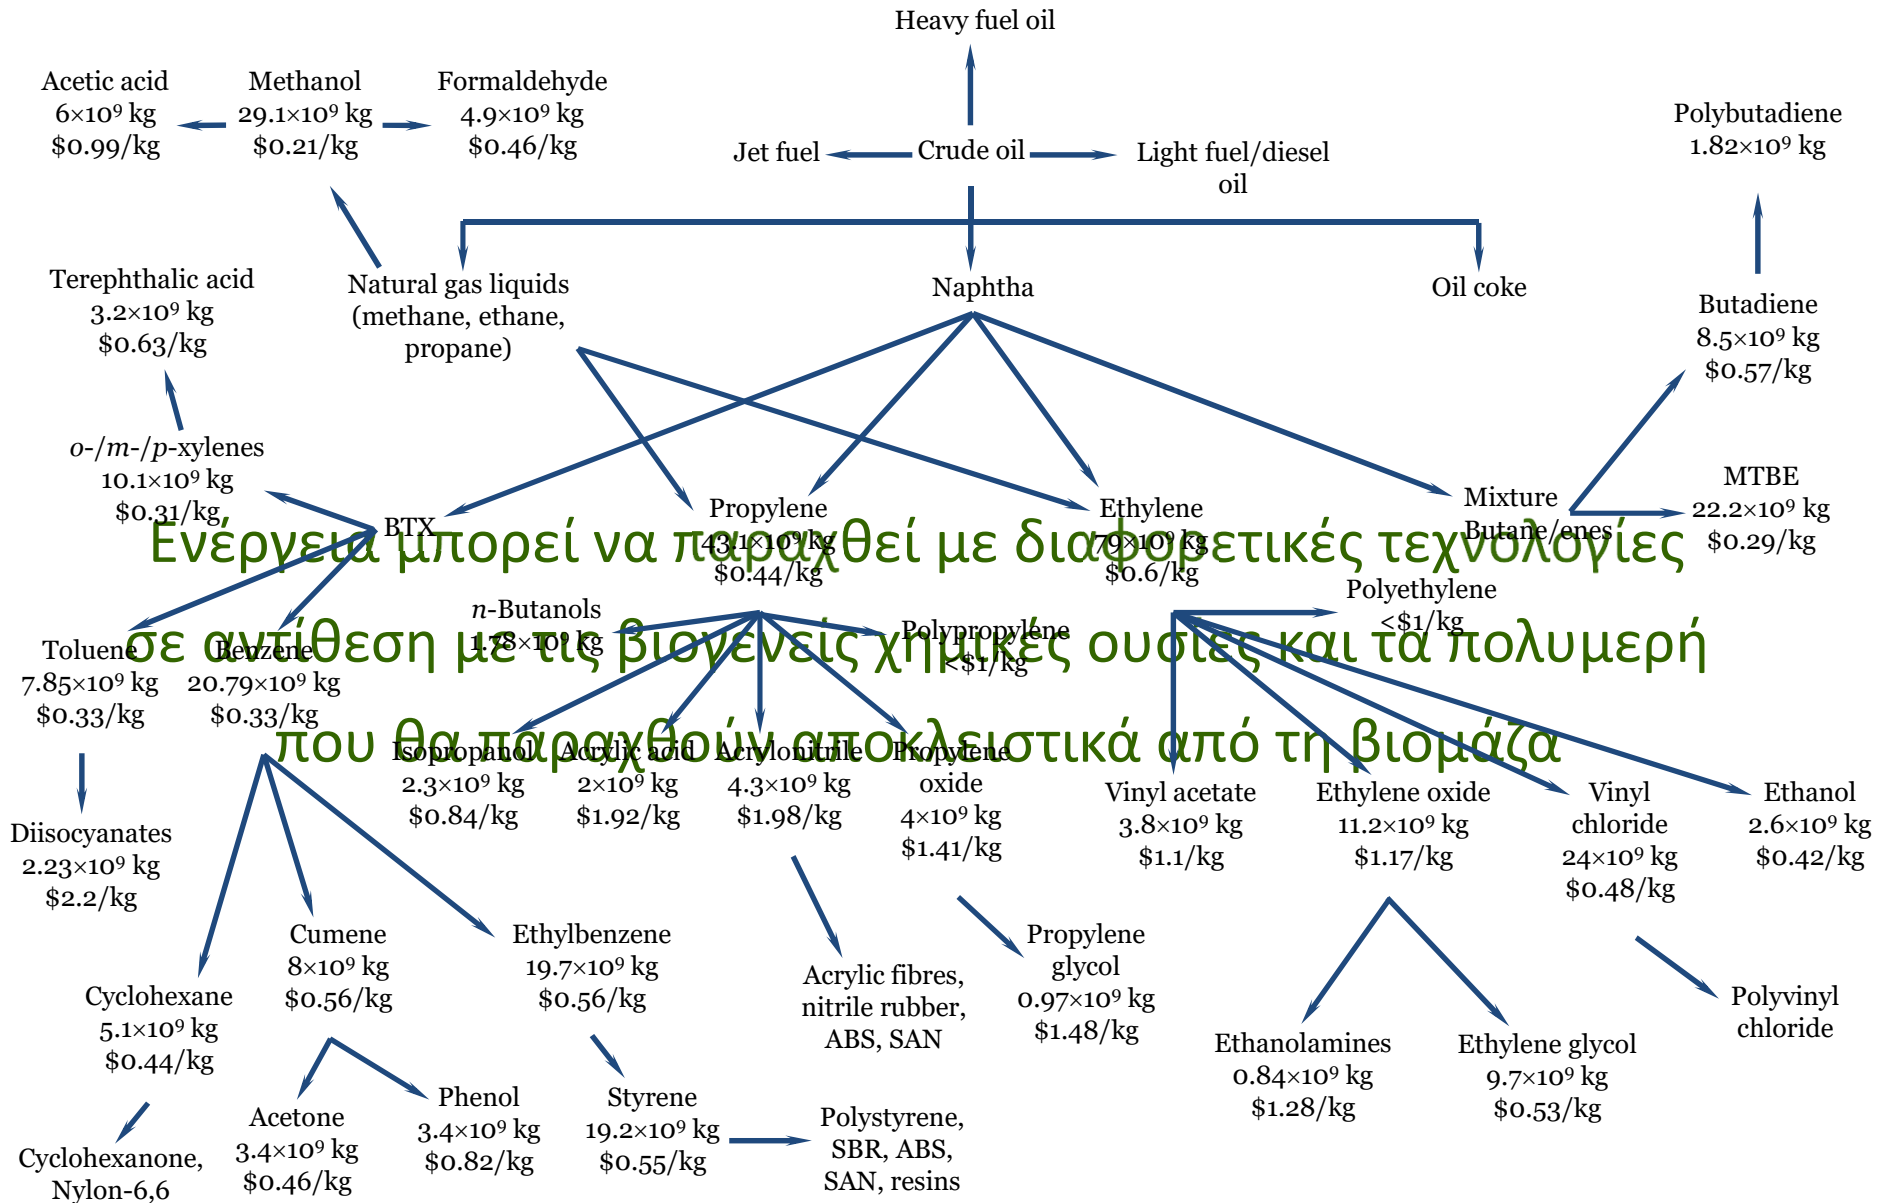 Heavy fuel oil
Acetic acid
6×10⁹ kg
$0.99/kg
Methanol
29.1×10⁹ kg
$0.21/kg
Formaldehyde
4.9×10⁹ kg
$0.46/kg
Jet fuel
Crude oil
Light fuel/diesel
oil
Polybutadiene
1.82×10⁹ kg
Terephthalic acid
3.2×10⁹ kg
$0.63/kg
Natural gas liquids
(methane, ethane,
propane)
Naphtha
Oil coke
Butadiene
8.5×10⁹ kg
$0.57/kg
o-/m-/p-xylenes
10.1×10⁹ kg
$0.31/kg
BTX
Propylene
43.1×10⁹ kg
$0.44/kg
Ethylene
79×10⁹ kg
$0.6/kg
Mixture
Butane/enes
MTBE
22.2×10⁹ kg
$0.29/kg
Ενέργεια μπορεί να παραχθεί με διαφορετικές τεχνολογίες
σε αντίθεση με τις βιογενείς χημικές ουσίες και τα πολυμερή
που θα παραχθούν αποκλειστικά από τη βιομάζα
Toluene
7.85×10⁹ kg
$0.33/kg
Benzene
20.79×10⁹ kg
$0.33/kg
n-Butanols
1.78×10⁹ kg
Polypropylene
<$1/kg
Polyethylene
<$1/kg
Isopropanol
2.3×10⁹ kg
$0.84/kg
Acrylic acid
2×10⁹ kg
$1.92/kg
Acrylonitrile
4.3×10⁹ kg
$1.98/kg
Propylene
oxide
4×10⁹ kg
$1.41/kg
Vinyl acetate
3.8×10⁹ kg
$1.1/kg
Ethylene oxide
11.2×10⁹ kg
$1.17/kg
Vinyl
chloride
24×10⁹ kg
$0.48/kg
Ethanol
2.6×10⁹ kg
$0.42/kg
Diisocyanates
2.23×10⁹ kg
$2.2/kg
Cumene
8×10⁹ kg
$0.56/kg
Ethylbenzene
19.7×10⁹ kg
$0.56/kg
Cyclohexane
5.1×10⁹ kg
$0.44/kg
Acrylic fibres,
nitrile rubber,
ABS, SAN
Propylene
glycol
0.97×10⁹ kg
$1.48/kg
Polyvinyl
chloride
Ethanolamines
0.84×10⁹ kg
$1.28/kg
Ethylene glycol
9.7×10⁹ kg
$0.53/kg
Cyclohexanone,
Nylon-6,6
Acetone
3.4×10⁹ kg
$0.46/kg
Phenol
3.4×10⁹ kg
$0.82/kg
Styrene
19.2×10⁹ kg
$0.55/kg
Polystyrene,
SBR, ABS,
SAN, resins